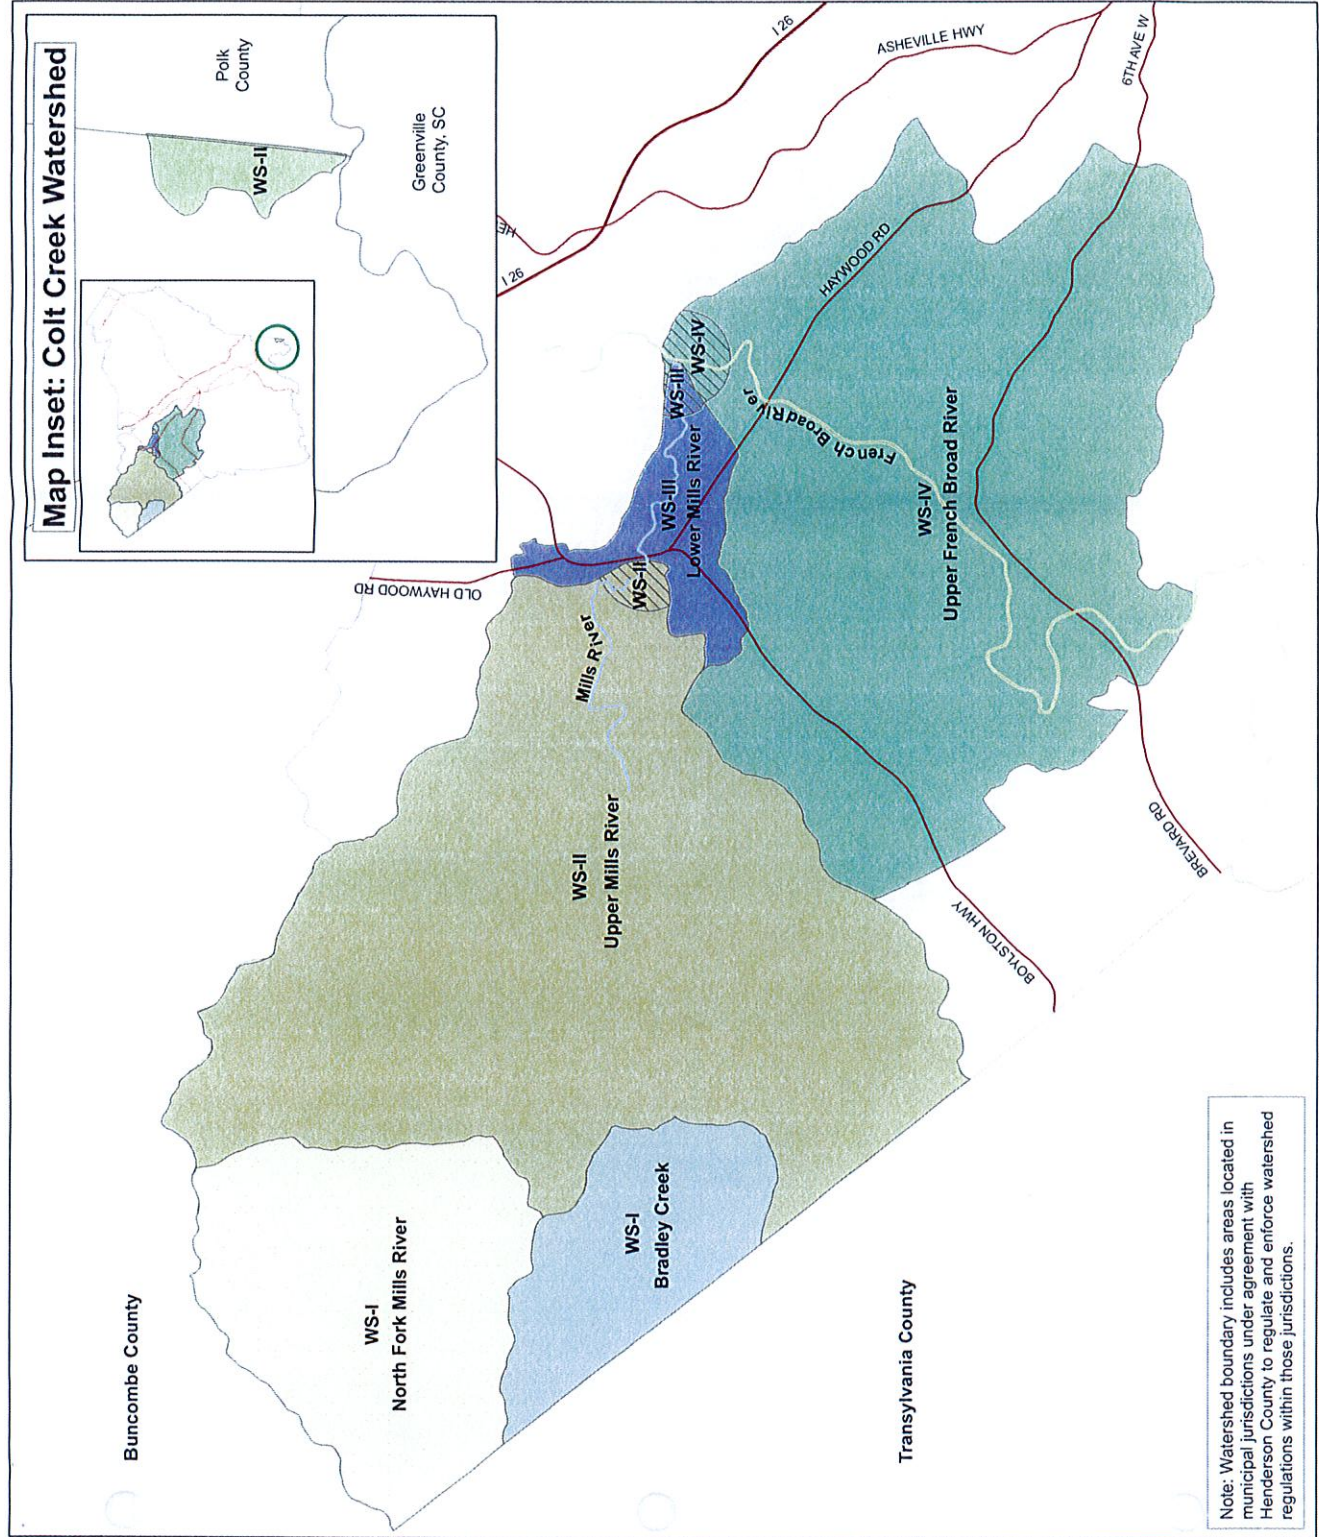 Map Inset: Colt Creek Watershed
Polk
County
WS-II
Greenville
County, SC
I 26
ASHEVILLE HWY
6TH AVE W
HE
I 26
HAYWOOD RD
OLD HAYWOOD RD
WS-IV
WS-III
WS-III
Lower Mills River
WS-II
Mills River
French Broad River
WS-IV
Upper French Broad River
WS-II
Upper Mills River
BREVARD RD
BOYLSTON HWY
WS-I
North Fork Mills River
WS-I
Bradley Creek
Buncombe County
Transylvania County
Note: Watershed boundary includes areas located in
municipal jurisdictions under agreement with
Henderson County to regulate and enforce watershed
regulations within those jurisdictions.